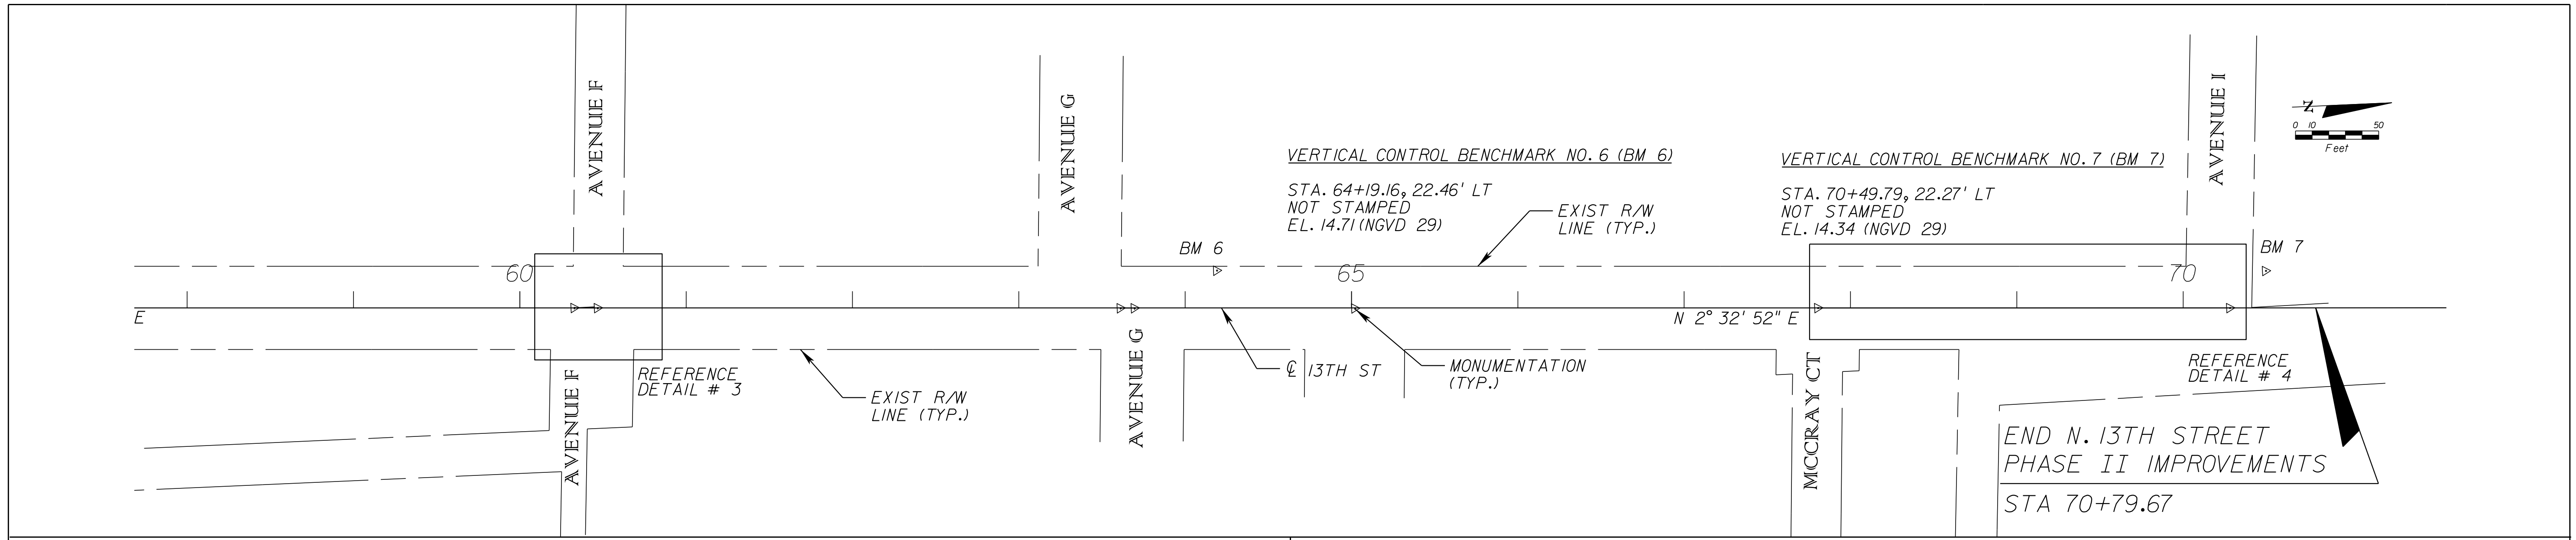 AVENUE F
AVENUE G
AVENUE I
N
0 10 50
Feet
VERTICAL CONTROL BENCHMARK NO. 6 (BM 6)
STA. 64+19.16, 22.46' LT
NOT STAMPED
EL. 14.71 (NGVD 29)
EXIST R/W
LINE (TYP.)
VERTICAL CONTROL BENCHMARK NO. 7 (BM 7)
STA. 70+49.79, 22.27' LT
NOT STAMPED
EL. 14.34 (NGVD 29)
BM 6
BM 7
60
65
70
E
N 2° 32' 52" E
REFERENCE
DETAIL # 3
EXIST R/W
LINE (TYP.)
AVENUE F
AVENUE G
℄ 13TH ST
MONUMENTATION
(TYP.)
MCCRAY CT
REFERENCE
DETAIL # 4
END N. 13TH STREET
PHASE II IMPROVEMENTS
STA 70+79.67